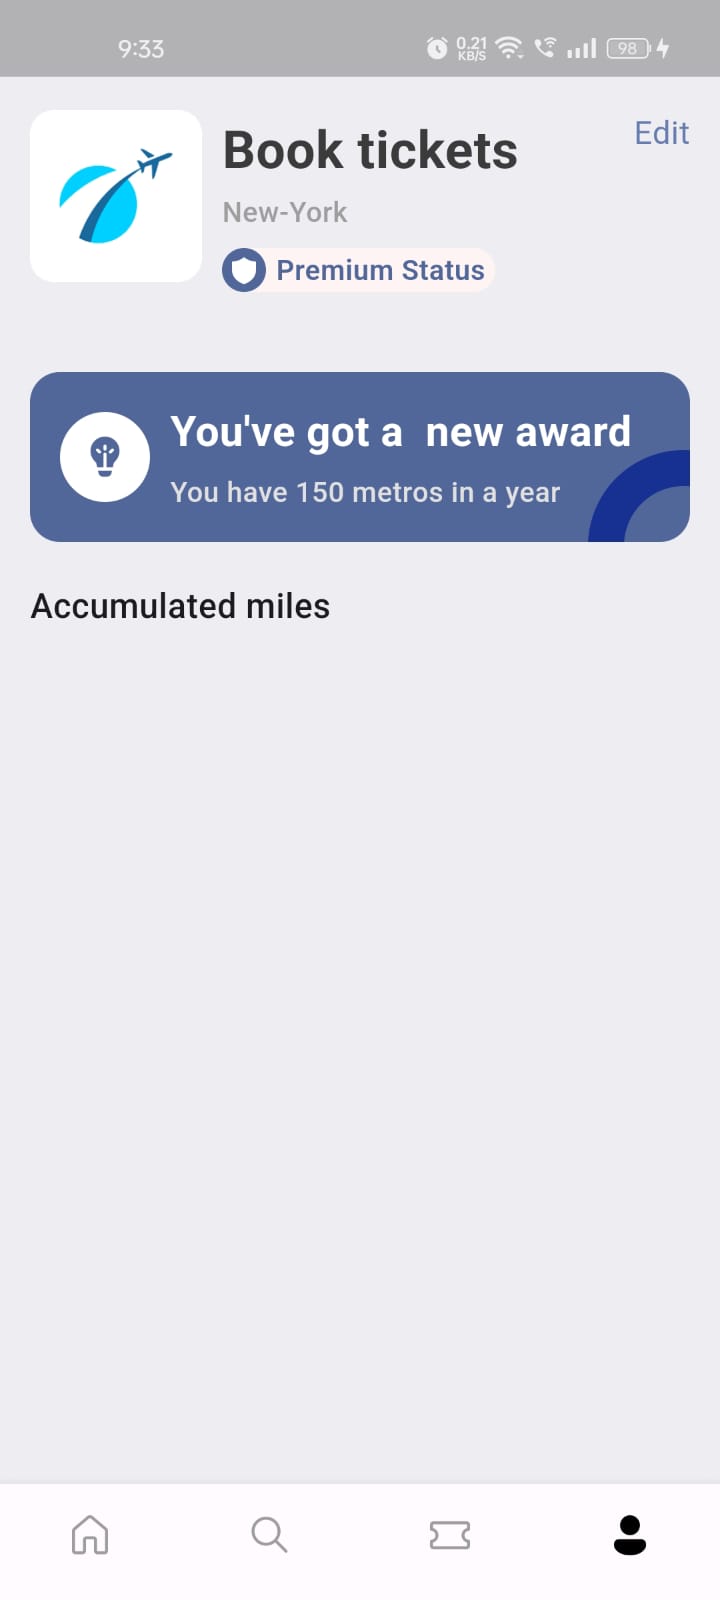 9:33
0.21
KB/S
98
Book tickets
Edit
New-York
Premium Status
You've got a  new award
You have 150 metros in a year
Accumulated miles